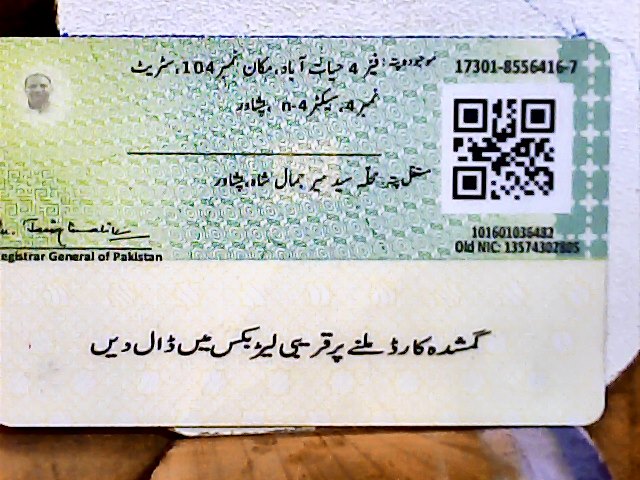 موجودہ پتہ: فیز 4 حیات آباد، مکان نمبر 104، سٹریٹ
نمبر 4، سیکٹر n-4، پشاور
17301-8556416-7
مستقل پتہ: محلہ سید میر جمال شاہ، پشاور
101601036482
Old NIC: 13574302805
egistrar General of Pakistan
گمشدہ کارڈ ملنے پر قریبی لیٹر بکس میں ڈال دیں